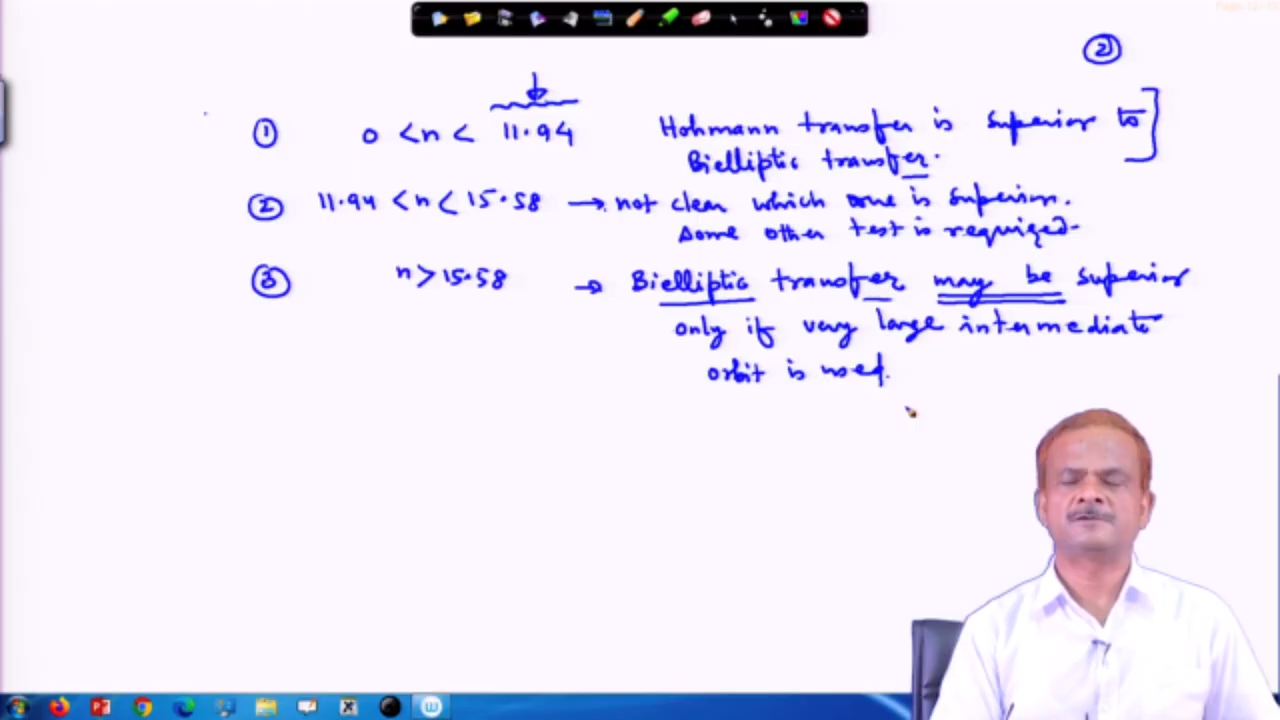 ②
① 0 < n < 11.94 Hohmann transfer is superior to
Bielliptic transfer.
② 11.94 < n < 15.58 → not clear which one is superior.
Some other test is required.
③ n > 15.58 → Bielliptic transfer may be superior
only if very large intermediate
orbit is used.